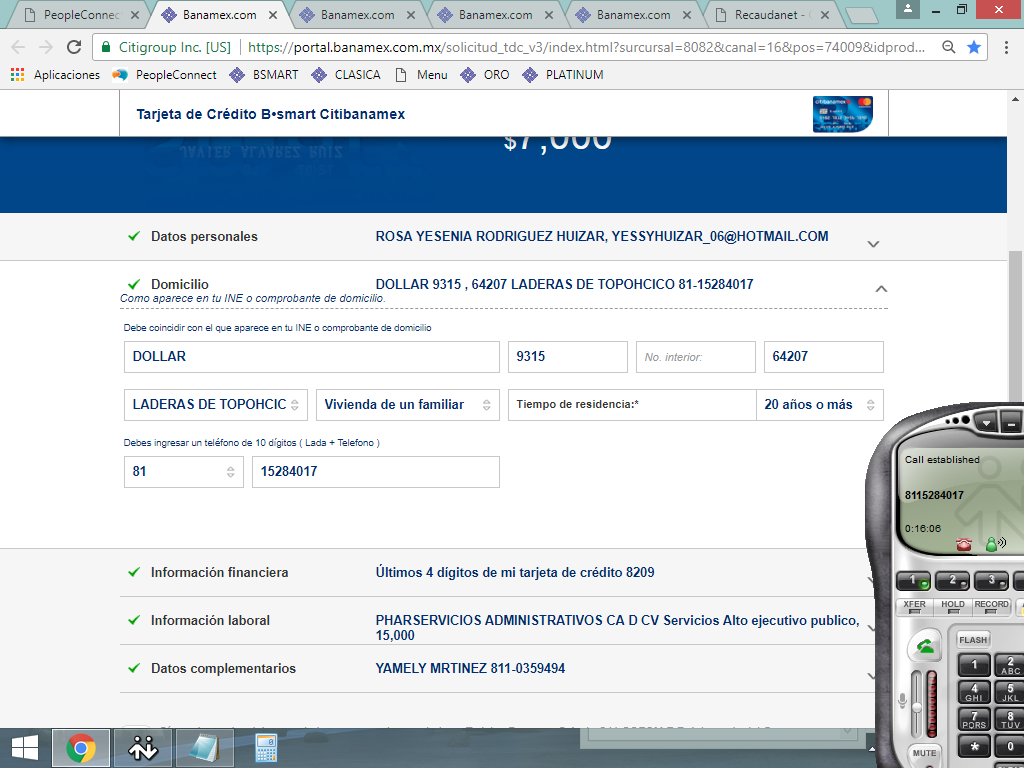 PeopleConnec
Banamex.com
Banamex.com
Banamex.com
Banamex.com
Recaudanet -
Citigroup Inc. [US]
https://portal.banamex.com.mx/solicitud_tdc_v3/index.html?surcursal=8082&canal=16&pos=74009&idprod...
Aplicaciones
PeopleConnect
BSMART
CLASICA
Menu
ORO
PLATINUM
Tarjeta de Crédito B•smart Citibanamex
citibanamex
JAVIER ALVAREZ RUIZ
$7,000
Datos personales
ROSA YESENIA RODRIGUEZ HUIZAR, YESSYHUIZAR_06@HOTMAIL.COM
Domicilio
DOLLAR 9315 , 64207 LADERAS DE TOPOHCICO 81-15284017
Como aparece en tu INE o comprobante de domicilio.
Debe coincidir con el que aparece en tu INE o comprobante de domicilio
DOLLAR
9315
No. interior:
64207
LADERAS DE TOPOHCIC
Vivienda de un familiar
Tiempo de residencia:*
20 años o más
Debes ingresar un teléfono de 10 dígitos ( Lada + Telefono )
81
15284017
Call established
8115284017
0:16:06
Información financiera
Últimos 4 dígitos de mi tarjeta de crédito 8209
Información laboral
PHARSERVICIOS ADMINISTRATIVOS CA D CV Servicios Alto ejecutivo publico,
15,000
Datos complementarios
YAMELY MRTINEZ 811-0359494
1
2
3
XFER
HOLD
RECORD
FLASH
1
2
ABC
4
GHI
5
JKL
7
PQRS
8
TUV
*
0
MUTE